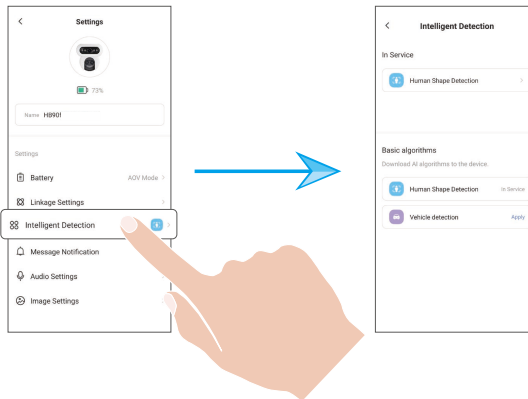 Settings
73%
Name HB901
Settings
Battery AOV Mode
Linkage Settings
Intelligent Detection
Message Notification
Audio Settings
Image Settings
Intelligent Detection
In Service
Human Shape Detection
Basic algorithms
Download AI algorithms to the device.
Human Shape Detection In Service
Vehicle detection Apply